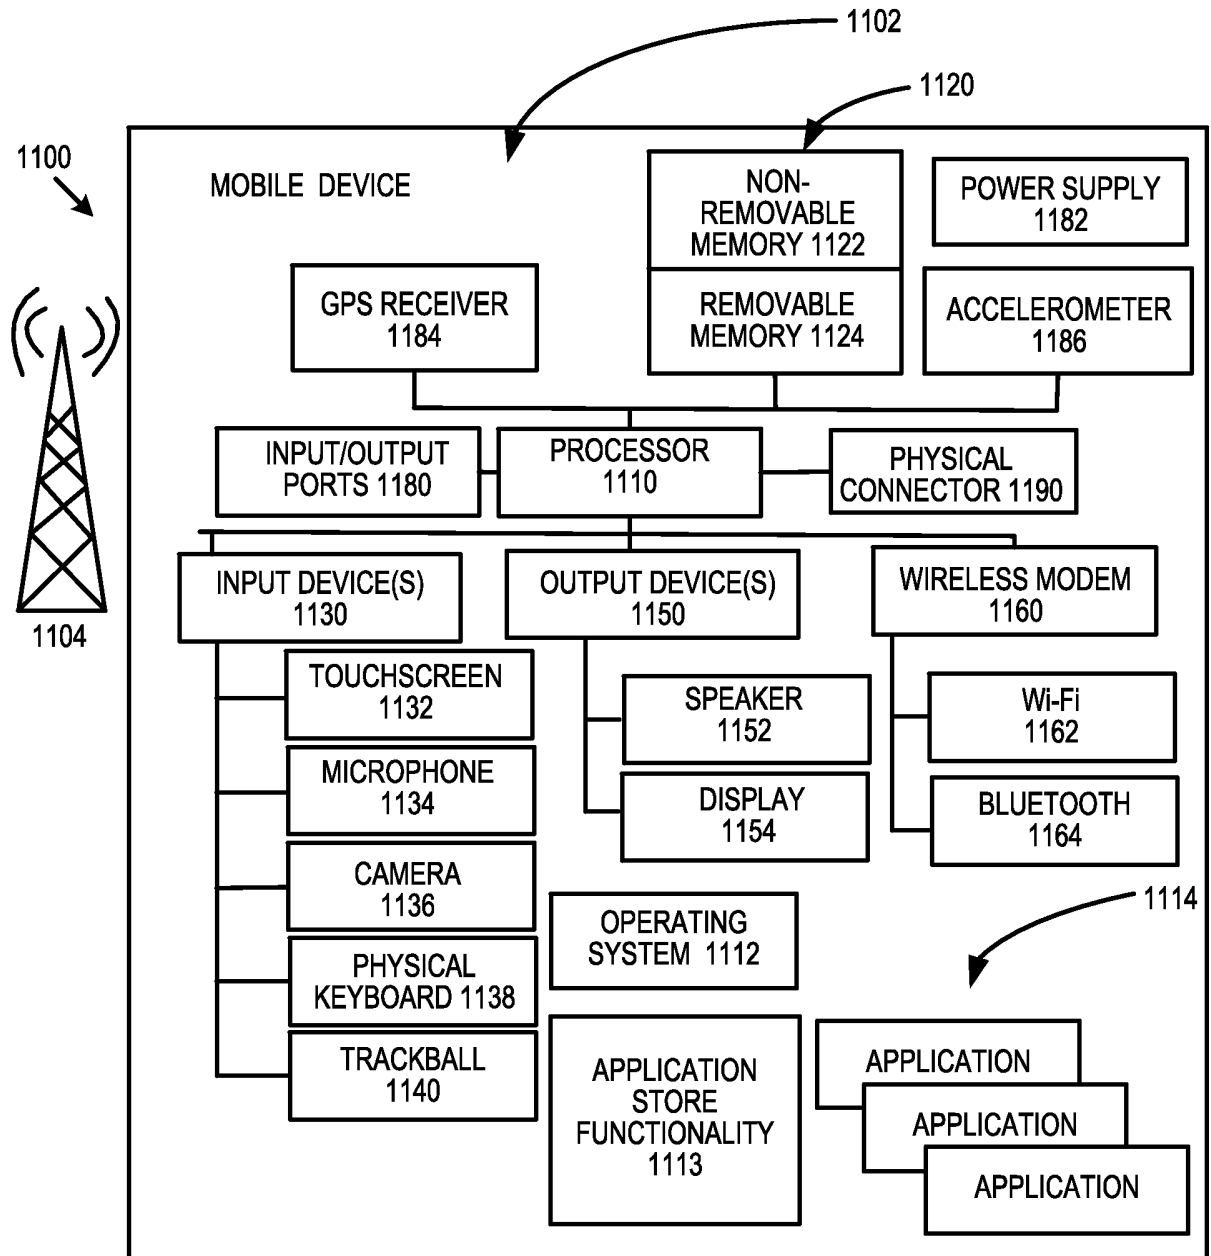 1102
1120
1100
MOBILE DEVICE
NON-
REMOVABLE
MEMORY 1122
POWER SUPPLY
1182
GPS RECEIVER
1184
REMOVABLE
MEMORY 1124
ACCELEROMETER
1186
INPUT/OUTPUT
PORTS 1180
PROCESSOR
1110
PHYSICAL
CONNECTOR 1190
INPUT DEVICE(S)
1130
OUTPUT DEVICE(S)
1150
WIRELESS MODEM
1160
1104
TOUCHSCREEN
1132
SPEAKER
1152
Wi-Fi
1162
MICROPHONE
1134
DISPLAY
1154
BLUETOOTH
1164
CAMERA
1136
1114
OPERATING
SYSTEM 1112
PHYSICAL
KEYBOARD 1138
TRACKBALL
1140
APPLICATION
STORE
FUNCTIONALITY
1113
APPLICATION
APPLICATION
APPLICATION